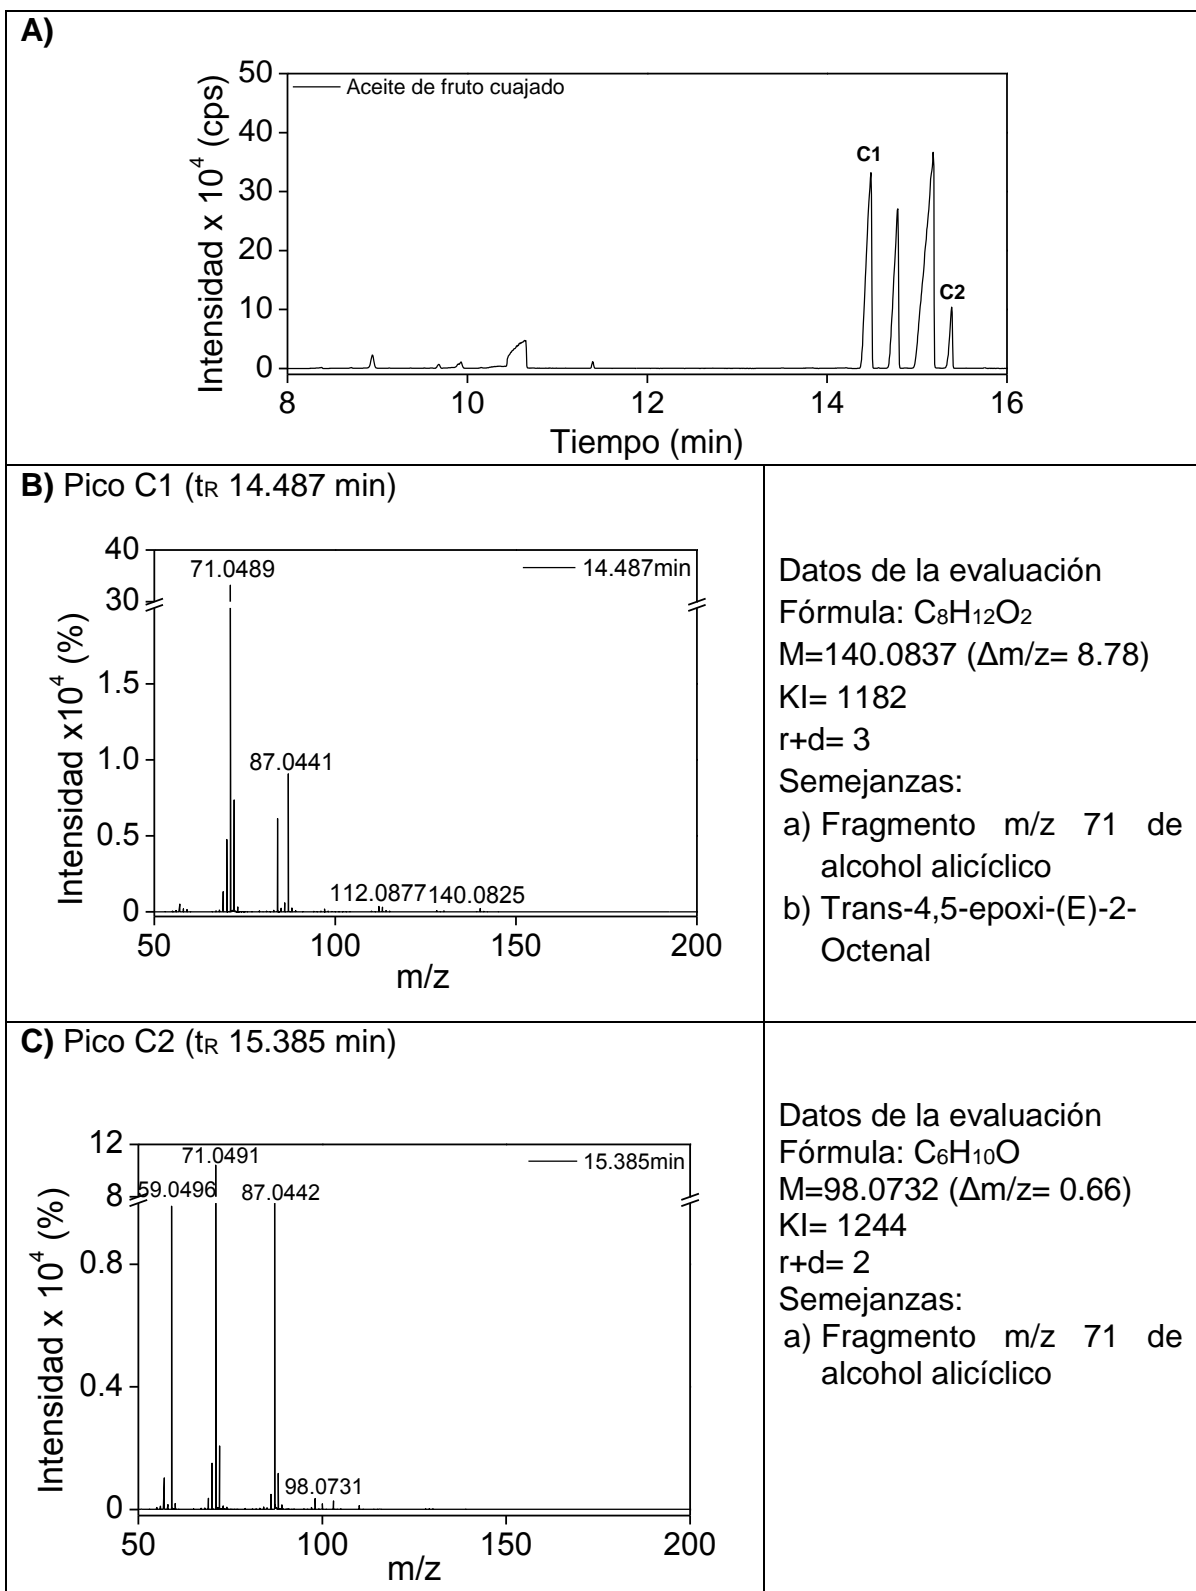 A)
Intensidad x 10⁴ (cps)
50
40
30
20
10
0
Aceite de fruto cuajado
C1
C2
8
10
12
14
16
Tiempo (min)
B) Pico C1 (tR 14.487 min)
Intensidad x10⁴ (%)
40
30
1.5
1.0
0.5
0
71.0489
14.487min
87.0441
112.0877
140.0825
50
100
150
200
m/z
Datos de la evaluación
Fórmula: C₈H₁₂O₂
M=140.0837 (Δm/z= 8.78)
KI= 1182
r+d= 3
Semejanzas:
a) Fragmento m/z 71 de
alcohol alicíclico
b) Trans-4,5-epoxi-(E)-2-
Octenal
C) Pico C2 (tR 15.385 min)
Intensidad x 10⁴ (%)
12
8
0.8
0.4
0
71.0491
15.385min
59.0496
87.0442
98.0731
50
100
150
200
m/z
Datos de la evaluación
Fórmula: C₆H₁₀O
M=98.0732 (Δm/z= 0.66)
KI= 1244
r+d= 2
Semejanzas:
a) Fragmento m/z 71 de
alcohol alicíclico